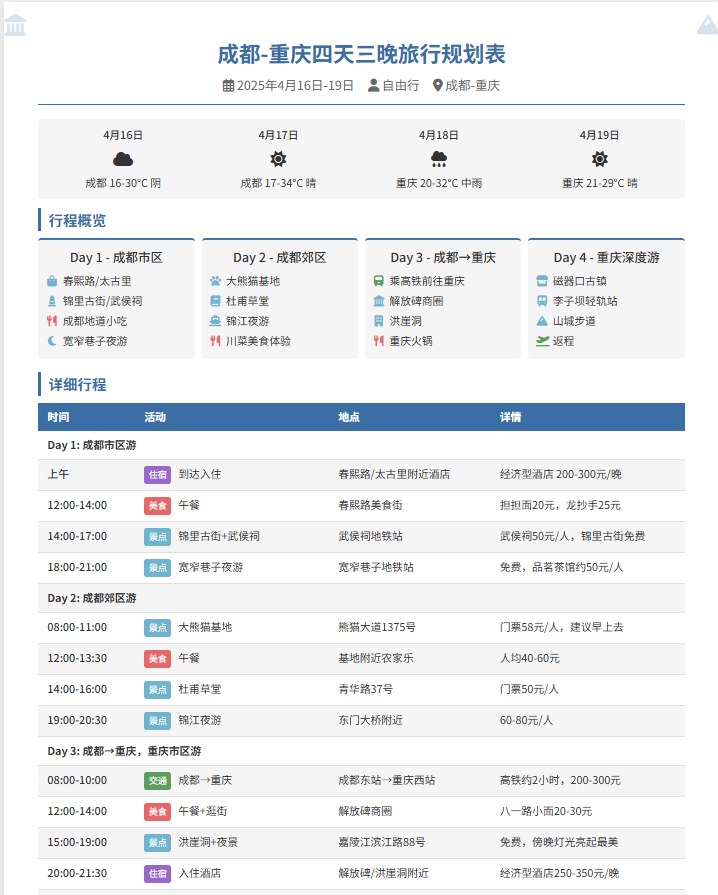 成都-重庆四天三晚旅行规划表
2025年4月16日-19日 自由行 成都-重庆
4月16日 4月17日 4月18日 4月19日
成都 16-30°C 阴 成都 17-34°C 晴 重庆 20-32°C 中雨 重庆 21-29°C 晴
行程概览
Day 1 - 成都市区
春熙路/太古里
锦里古街/武侯祠
成都地道小吃
宽窄巷子夜游
Day 2 - 成都郊区
大熊猫基地
杜甫草堂
锦江夜游
川菜美食体验
Day 3 - 成都→重庆
乘高铁前往重庆
解放碑商圈
洪崖洞
重庆火锅
Day 4 - 重庆深度游
磁器口古镇
李子坝轻轨站
山城步道
返程
详细行程
时间 活动 地点 详情
Day 1: 成都市区游
上午 住宿 到达入住 春熙路/太古里附近酒店 经济型酒店 200-300元/晚
12:00-14:00 美食 午餐 春熙路美食街 担担面20元，龙抄手25元
14:00-17:00 景点 锦里古街+武侯祠 武侯祠地铁站 武侯祠50元/人，锦里古街免费
18:00-21:00 景点 宽窄巷子夜游 宽窄巷子地铁站 免费，品茗茶馆约50元/人
Day 2: 成都郊区游
08:00-11:00 景点 大熊猫基地 熊猫大道1375号 门票58元/人，建议早上去
12:00-13:30 美食 午餐 基地附近农家乐 人均40-60元
14:00-16:00 景点 杜甫草堂 青华路37号 门票50元/人
19:00-20:30 景点 锦江夜游 东门大桥附近 60-80元/人
Day 3: 成都→重庆，重庆市区游
08:00-10:00 交通 成都→重庆 成都东站→重庆西站 高铁约2小时，200-300元
12:00-14:00 美食 午餐+逛街 解放碑商圈 八一路小面20-30元
15:00-19:00 景点 洪崖洞+夜景 嘉陵江滨江路88号 免费，傍晚灯光亮起最美
20:00-21:30 住宿 入住酒店 解放碑/洪崖洞附近 经济型酒店250-350元/晚